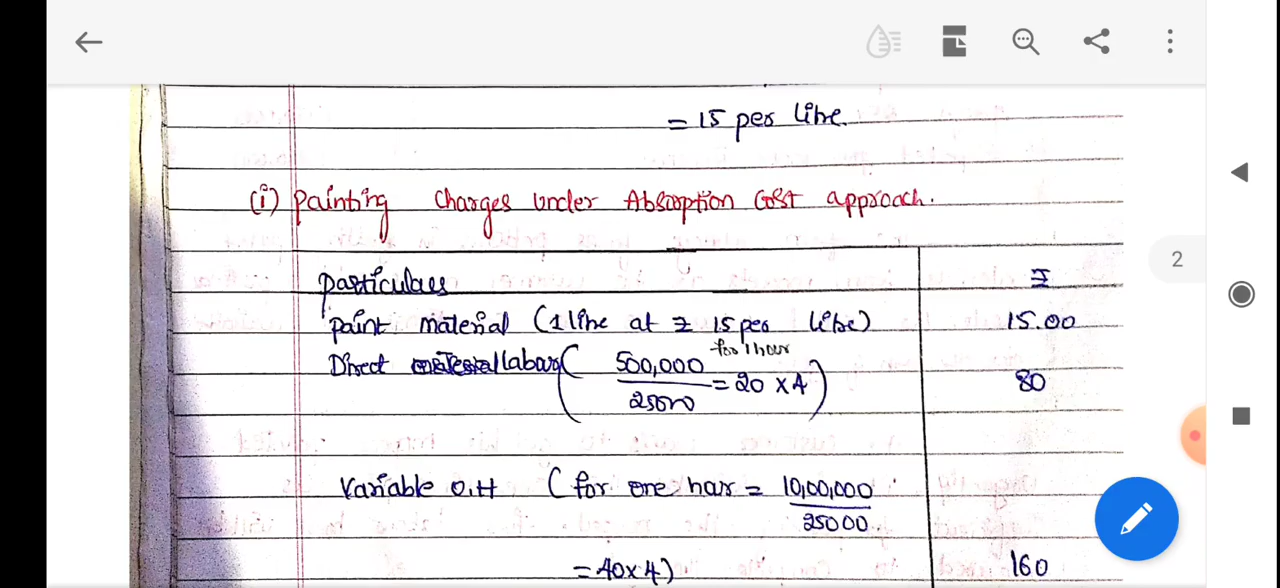 = 15 per litre.
(i) Painting charges under Absorption Cost approach.
2
Particulars ₹
Paint material (1 litre at ₹ 15 per litre) 15.00
for 1 hour
Direct labour ( 500,000 / 25000 = 20 × 4 ) 80
Variable O.H ( for one hour = 10,00,000 / 25000
= 40 × 4) 160